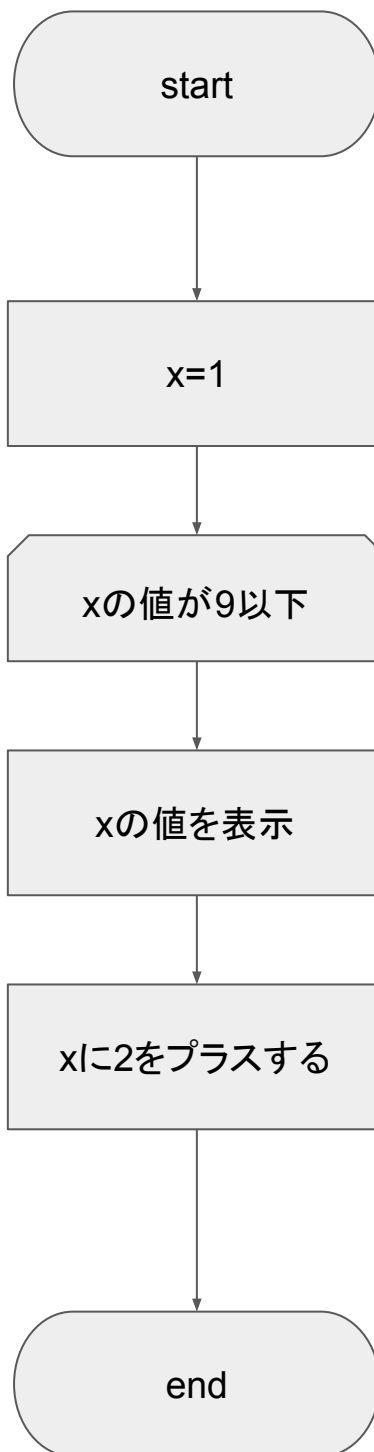 start
x=1
xの値が9以下
xの値を表示
xに2をプラスする
end